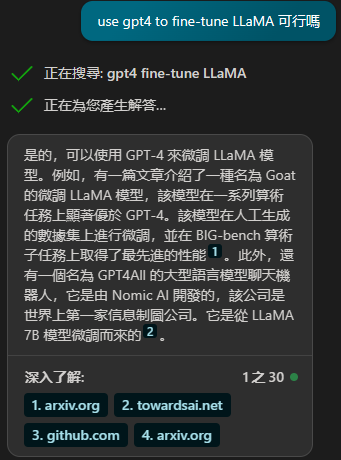 use gpt4 to fine-tune LLaMA 可行嗎
正在搜尋: gpt4 fine-tune LLaMA
正在為您產生解答...
是的，可以使用 GPT-4 來微調 LLaMA 模
型。例如，有一篇文章介紹了一種名為 Goat
的微調 LLaMA 模型，該模型在一系列算術
任務上顯著優於 GPT-4。該模型在人工生成
的數據集上進行微調，並在 BIG-bench 算術
子任務上取得了最先進的性能 1 。此外，還
有一個名為 GPT4All 的大型語言模型聊天機
器人，它是由 Nomic AI 開發的，該公司是
世界上第一家信息制圖公司。它是從 LLaMA
7B 模型微調而來的 2 。
深入了解: 1 之 30
1. arxiv.org 2. towardsai.net
3. github.com 4. arxiv.org